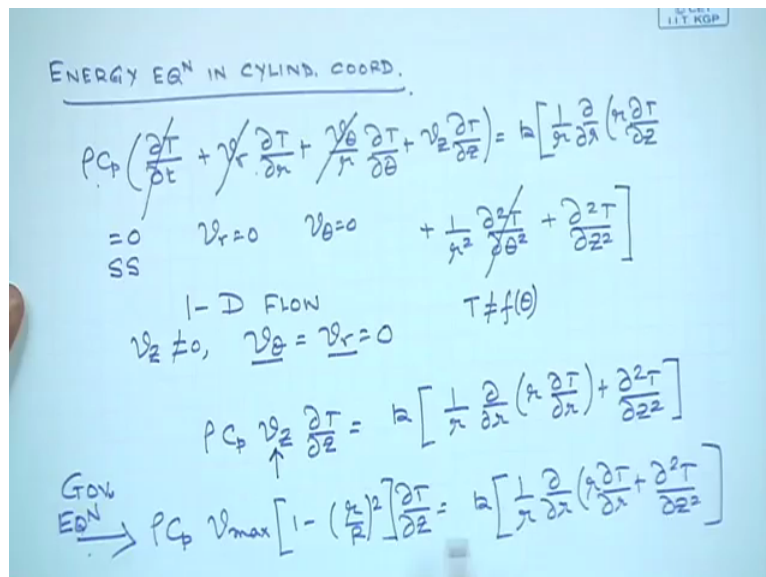 IIT KGP
ENERGY EQᴺ IN CYLIND. COORD.
ρCp(∂T/∂t + vr ∂T/∂r + vθ/r ∂T/∂θ + vz ∂T/∂z) = k[1/r ∂/∂r (r ∂T/∂z
=0 vr=0 vθ=0 + 1/r² ∂²T/∂θ² + ∂²T/∂z²]
SS
1-D FLOW T≠f(θ)
vz ≠0, vθ = vr =0
ρCp vz ∂T/∂z = k[1/r ∂/∂r (r ∂T/∂r) + ∂²T/∂z²]
↑
Gov. EQᴺ → ρCp vmax[1-(r/R)²]∂T/∂z = k[1/r ∂/∂r (r ∂T/∂r + ∂²T/∂z²]